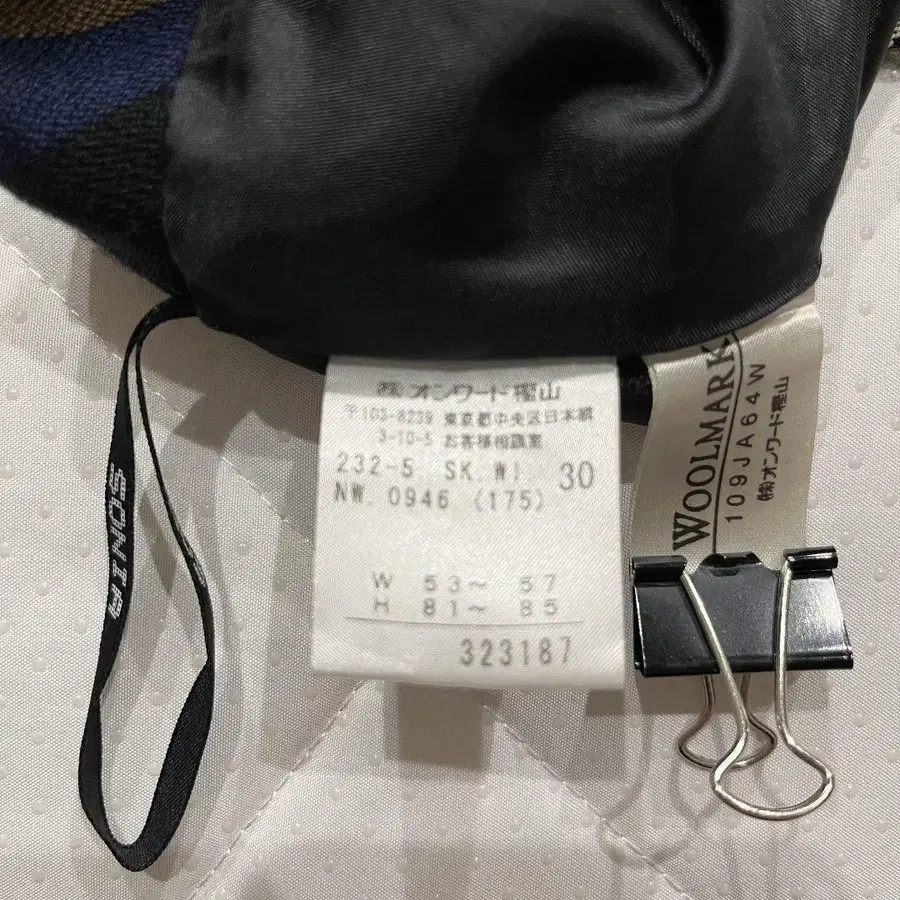 ㈱オンワード樫山
〒103-8239 東京都中央区日本橋
3-10-5 お客様相談室
232-5 SK.WI. 30
NW. 0946 (175)
W 53~ 57
H 81~ 85
323187
WOOLMARK
109JA64W
㈱オンワード樫山